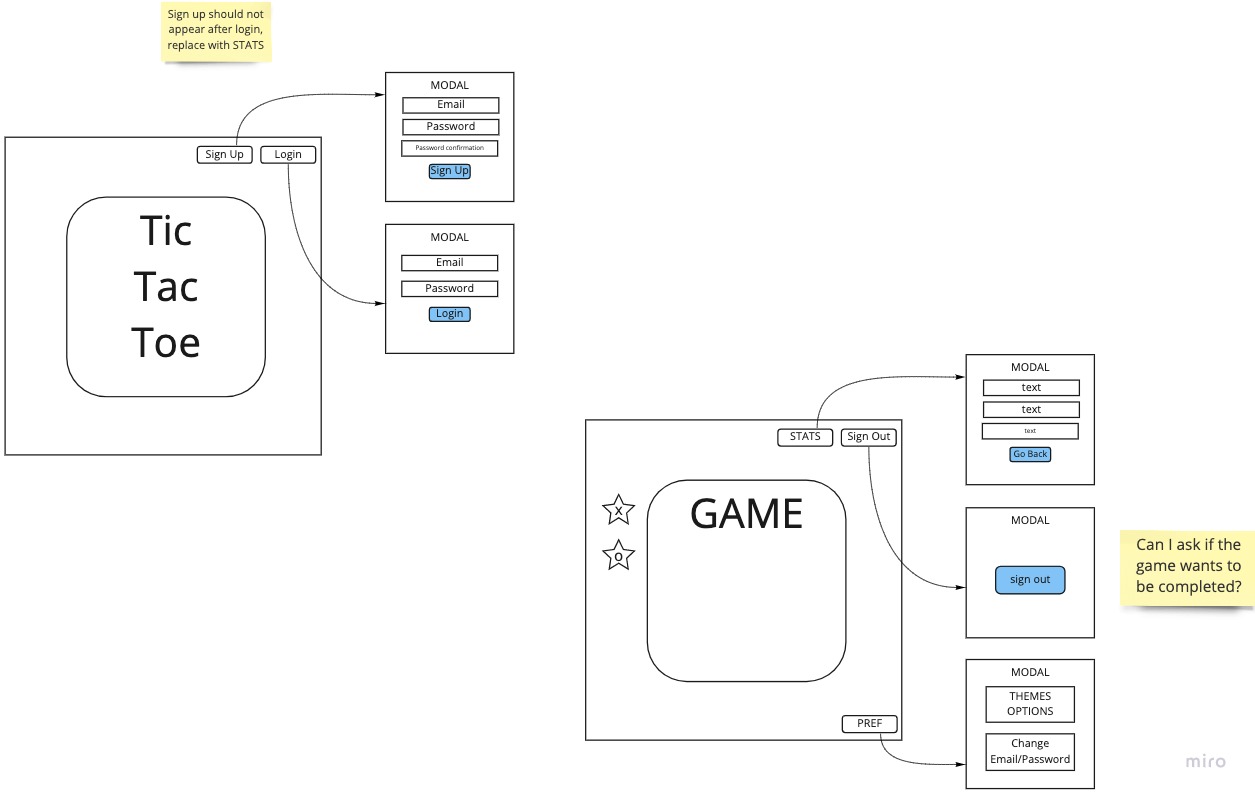 Sign up should not
appear after login,
replace with STATS
MODAL
Email
Password
Password confirmation
Sign Up
Sign Up
Login
Tic
Tac
Toe
MODAL
Email
Password
Login
MODAL
text
text
text
Go Back
STATS
Sign Out
GAME
X
O
MODAL
sign out
Can I ask if the
game wants to
be completed?
PREF
MODAL
THEMES
OPTIONS
Change
Email/Password
miro